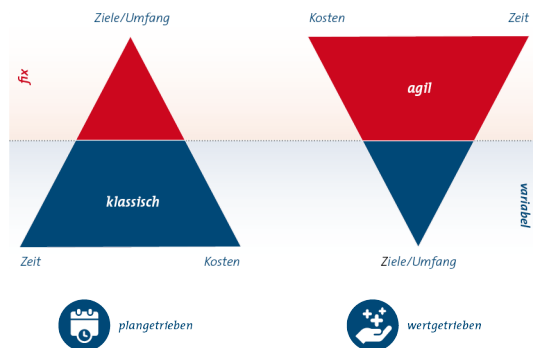 Ziele/Umfang
Kosten
Zeit
fix
agil
klassisch
variabel
Zeit
Kosten
Ziele/Umfang
plangetrieben
wertgetrieben